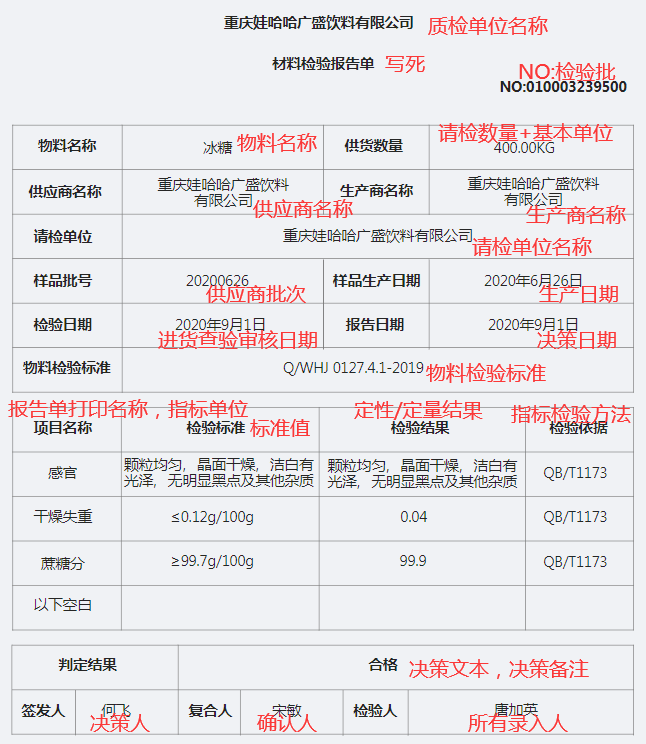 重庆娃哈哈广盛饮料有限公司 质检单位名称
材料检验报告单 写死
NO:检验批
NO:010003239500
物料名称 冰糖 物料名称 供货数量 请检数量+基本单位
400.00KG
供应商名称 重庆娃哈哈广盛饮料
有限公司 供应商名称 生产商名称 重庆娃哈哈广盛饮料
有限公司 生产商名称
请检单位 重庆娃哈哈广盛饮料有限公司 请检单位名称
样品批号 20200626 供应商批次 样品生产日期 2020年6月26日 生产日期
检验日期 2020年9月1日 进货查验审核日期 报告日期 2020年9月1日 决策日期
物料检验标准 Q/WHJ 0127.4.1-2019 物料检验标准
报告单打印名称，指标单位 定性/定量结果 指标检验方法
项目名称 检验标准 标准值 检验结果 检验依据
感官 颗粒均匀，晶面干燥，洁白有
光泽，无明显黑点及其他杂质 颗粒均匀，晶面干燥，洁白有
光泽，无明显黑点及其他杂质 QB/T1173
干燥失重 ≤0.12g/100g 0.04 QB/T1173
蔗糖分 ≥99.7g/100g 99.9 QB/T1173
以下空白
判定结果 合格 决策文本，决策备注
签发人 何飞 决策人 复合人 宋敏 确认人 检验人 唐加英 所有录入人